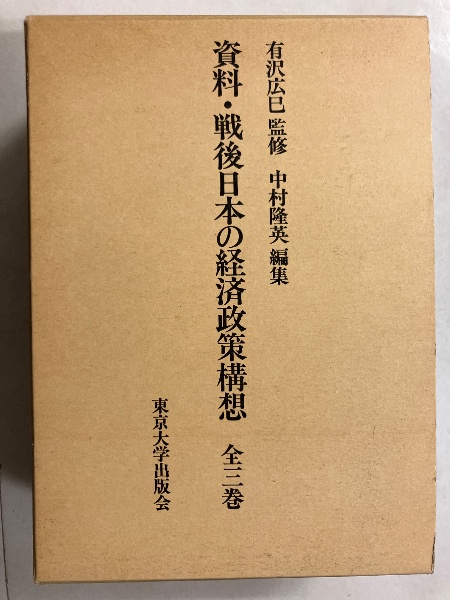 有沢広巳 監修 中村隆英 編集
資料・戦後日本の経済政策構想 全三巻
東京大学出版会